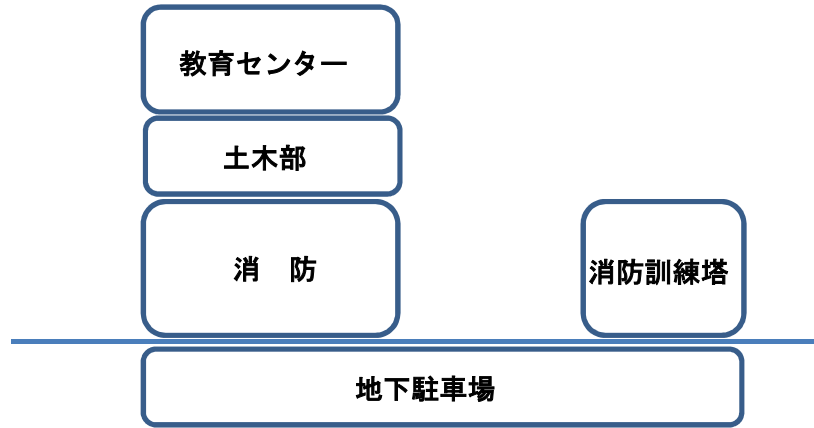 教育センター
土木部
消　防
消防訓練塔
地下駐車場